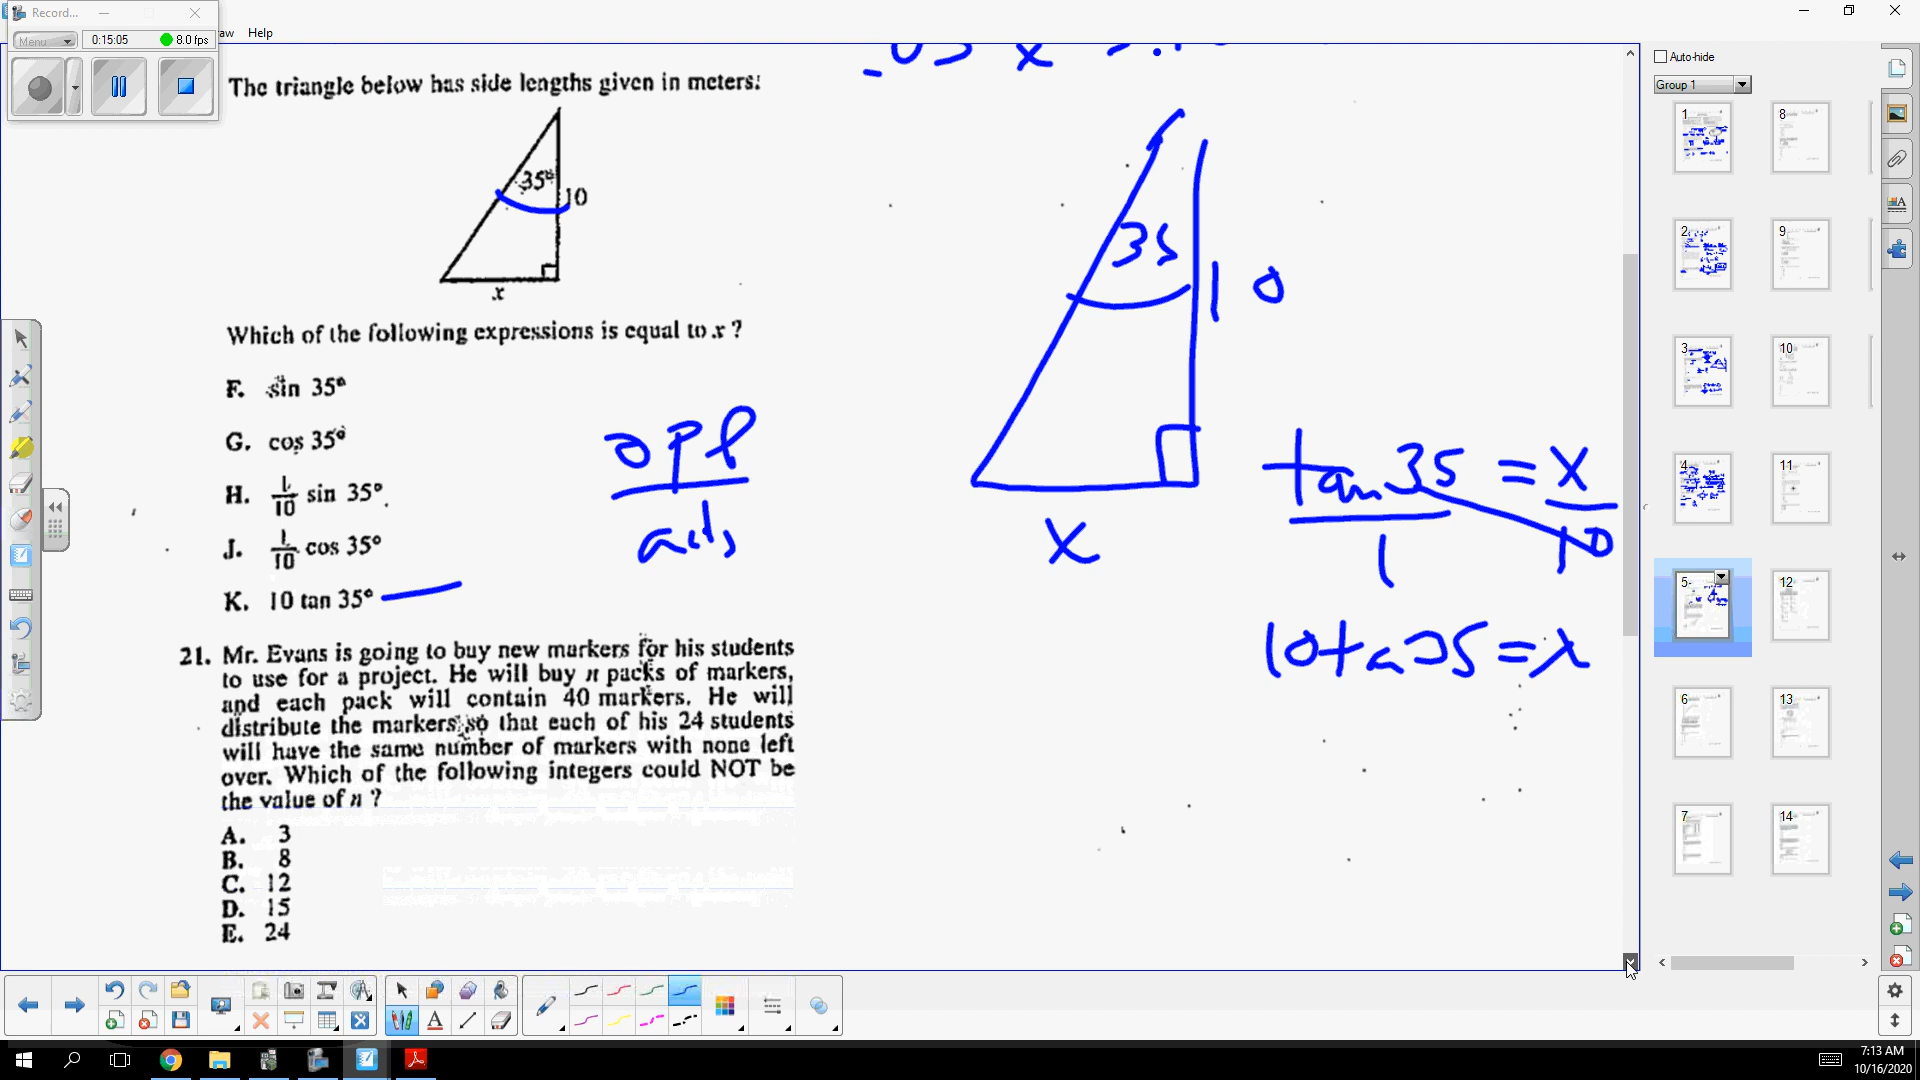 Record...
Menu
0:15:05
8.0 fps
aw Help
.05 x
The triangle below has side lengths given in meters:
35°
10
x
Which of the following expressions is equal to x ?
F. sin 35°
G. cos 35°
H. 1/10 sin 35°.
J. 1/10 cos 35°
K. 10 tan 35°
opp
adj
35
10
x
tan 35 = x
1 10
10 tan 35 = x
21. Mr. Evans is going to buy new markers for his students
to use for a project. He will buy n packs of markers,
and each pack will contain 40 markers. He will
distribute the markers so that each of his 24 students
will have the same number of markers with none left
over. Which of the following integers could NOT be
the value of n ?
A. 3
B. 8
C. 12
D. 15
E. 24
Auto-hide
Group 1
1
8
2
9
3
10
4
11
5
12
6
13
7
14
7:13 AM
10/16/2020